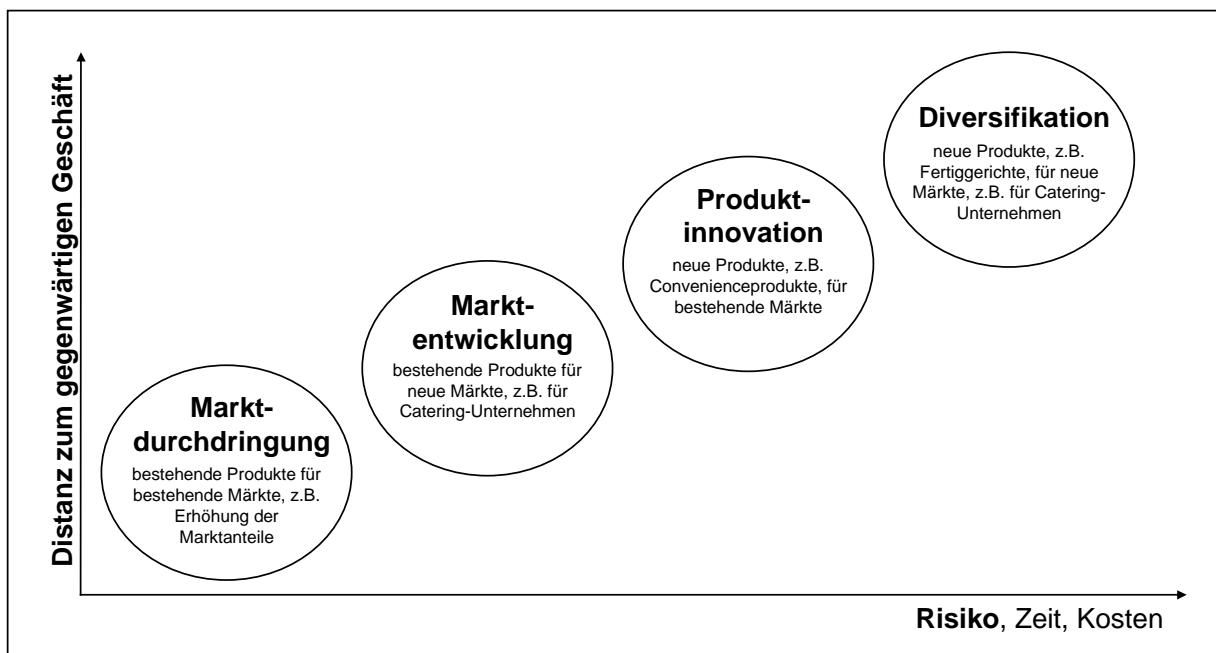 Distanz zum gegenwärtigen Geschäft
Diversifikation
neue Produkte, z.B.
Fertiggerichte, für neue
Märkte, z.B. für Catering-
Unternehmen
Produkt-
innovation
neue Produkte, z.B.
Convenienceprodukte, für
bestehende Märkte
Markt-
entwicklung
bestehende Produkte für
neue Märkte, z.B. für
Catering-Unternehmen
Markt-
durchdringung
bestehende Produkte für
bestehende Märkte, z.B.
Erhöhung der
Marktanteile
Risiko, Zeit, Kosten